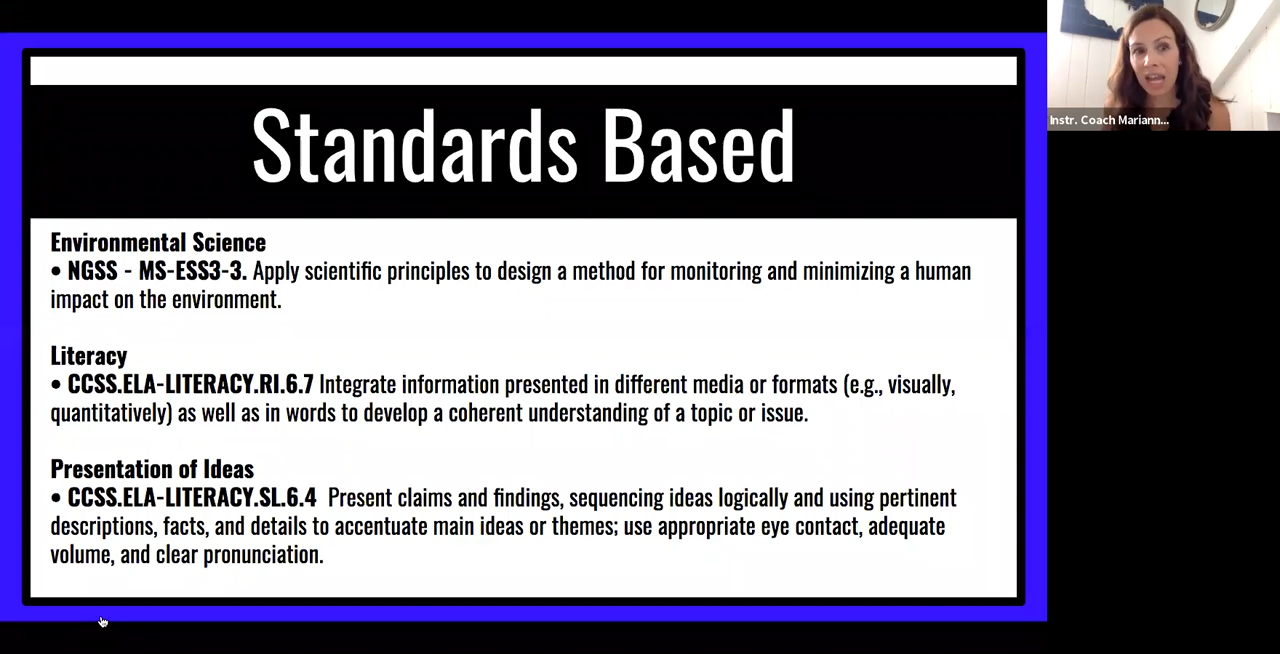 Standards Based
Environmental Science
• NGSS - MS-ESS3-3. Apply scientific principles to design a method for monitoring and minimizing a human
impact on the environment.
Literacy
• CCSS.ELA-LITERACY.RI.6.7 Integrate information presented in different media or formats (e.g., visually,
quantitatively) as well as in words to develop a coherent understanding of a topic or issue.
Presentation of Ideas
• CCSS.ELA-LITERACY.SL.6.4 Present claims and findings, sequencing ideas logically and using pertinent
descriptions, facts, and details to accentuate main ideas or themes; use appropriate eye contact, adequate
volume, and clear pronunciation.
Instr. Coach Mariann...